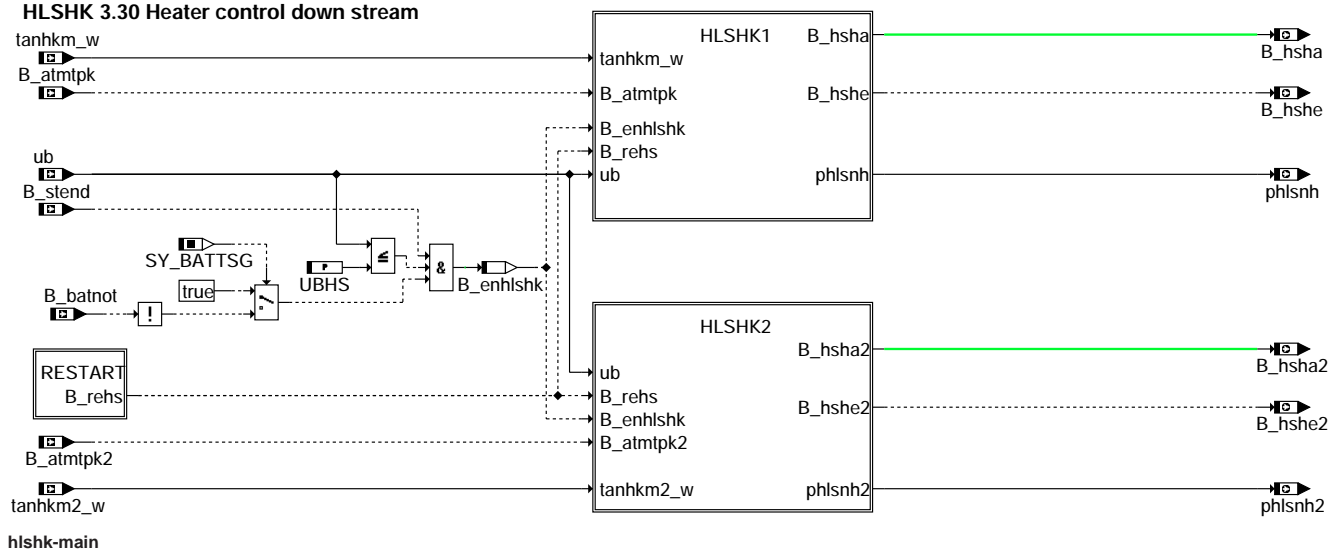 HLSHK 3.30 Heater control down stream
tanhkm_w
B_atmtpk
ub
B_stend
SY_BATTSG
true
B_batnot
!
UBHS
≤
&
B_enhlshk
RESTART
B_rehs
B_atmtpk2
tanhkm2_w
HLSHK1
tanhkm_w
B_atmtpk
B_enhlshk
B_rehs
ub
B_hsha
B_hshe
phlsnh
B_hsha
B_hshe
phlsnh
HLSHK2
ub
B_rehs
B_enhlshk
B_atmtpk2
tanhkm2_w
B_hsha2
B_hshe2
phlsnh2
B_hsha2
B_hshe2
phlsnh2
hlshk-main